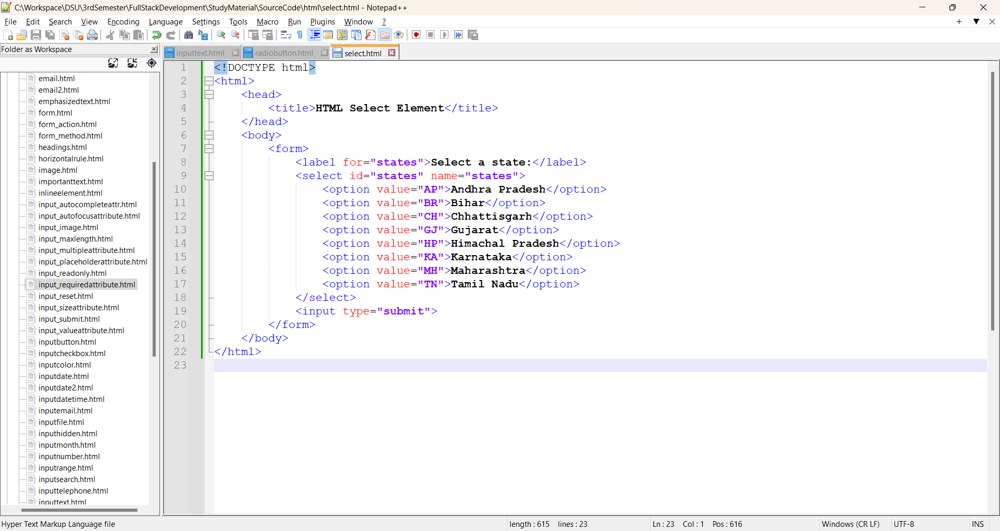 C:\Workspace\DSU\3rdSemester\FullStackDevelopment\StudyMaterial\SourceCode\html\select.html - Notepad++
File Edit Search View Encoding Language Settings Tools Macro Run Plugins Window ?
Folder as Workspace
inputtext.html radiobutton.html select.html
email.html
email2.html
emphasizedtext.html
form.html
form_action.html
form_method.html
headings.html
horizontalrule.html
image.html
importanttext.html
inlineelement.html
input_autocompleteattr.html
input_autofocusattribute.html
input_image.html
input_maxlength.html
input_multipleattribute.html
input_placeholderattribute.html
input_readonly.html
input_requiredattribute.html
input_reset.html
input_sizeattribute.html
input_submit.html
input_valueattribute.html
inputbutton.html
inputcheckbox.html
inputcolor.html
inputdate.html
inputdate2.html
inputdatetime.html
inputemail.html
inputfile.html
inputhidden.html
inputmonth.html
inputnumber.html
inputrange.html
inputsearch.html
inputtelephone.html
inputtext.html
1 <!DOCTYPE html>
2 <html>
3 <head>
4 <title>HTML Select Element</title>
5 </head>
6 <body>
7 <form>
8 <label for="states">Select a state:</label>
9 <select id="states" name="states">
10 <option value="AP">Andhra Pradesh</option>
11 <option value="BR">Bihar</option>
12 <option value="CH">Chhattisgarh</option>
13 <option value="GJ">Gujarat</option>
14 <option value="HP">Himachal Pradesh</option>
15 <option value="KA">Karnataka</option>
16 <option value="MH">Maharashtra</option>
17 <option value="TN">Tamil Nadu</option>
18 </select>
19 <input type="submit">
20 </form>
21 </body>
22 </html>
23
Hyper Text Markup Language file length : 615 lines : 23 Ln : 23 Col : 1 Pos : 616 Windows (CR LF) UTF-8 INS